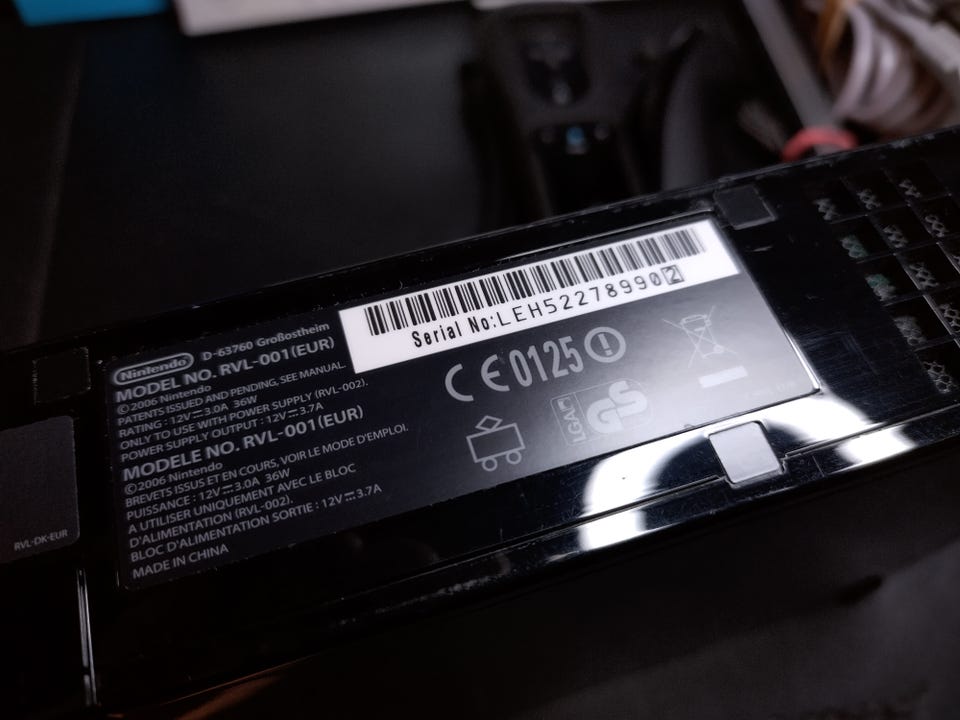 Serial No:LEH522789902
Nintendo D-63760 Großostheim
MODEL NO. RVL-001(EUR)
©2006 Nintendo
PATENTS ISSUED AND PENDING, SEE MANUAL.
RATING : 12V⎓3.0A 36W
ONLY TO USE WITH POWER SUPPLY (RVL-002).
POWER SUPPLY OUTPUT : 12V⎓3.7A
MODELE NO. RVL-001(EUR)
©2006 Nintendo
BREVETS ISSUS ET EN COURS, VOIR LE MODE D'EMPLOI.
PUISSANCE : 12V⎓3.0A 36W
A UTILISER UNIQUEMENT AVEC LE BLOC
D'ALIMENTATION (RVL-002).
BLOC D'ALIMENTATION SORTIE : 12V⎓3.7A
MADE IN CHINA
CE0125
LGA
GS
RVL-DK-EUR